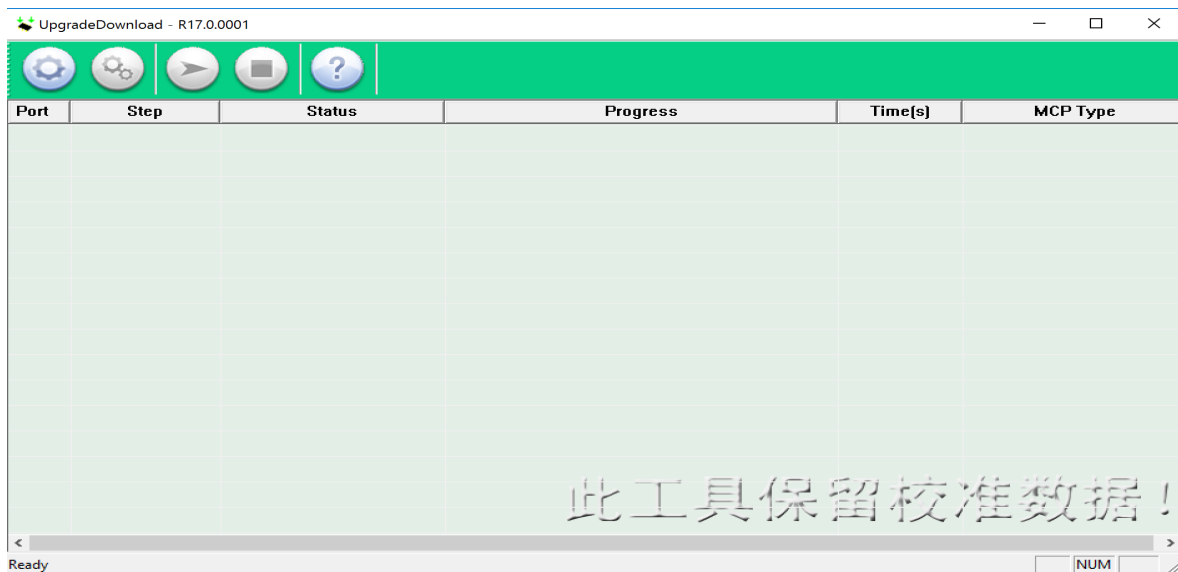 UpgradeDownload - R17.0.0001
?
Port Step Status Progress Time(s) MCP Type
此工具保留校准数据！
Ready NUM